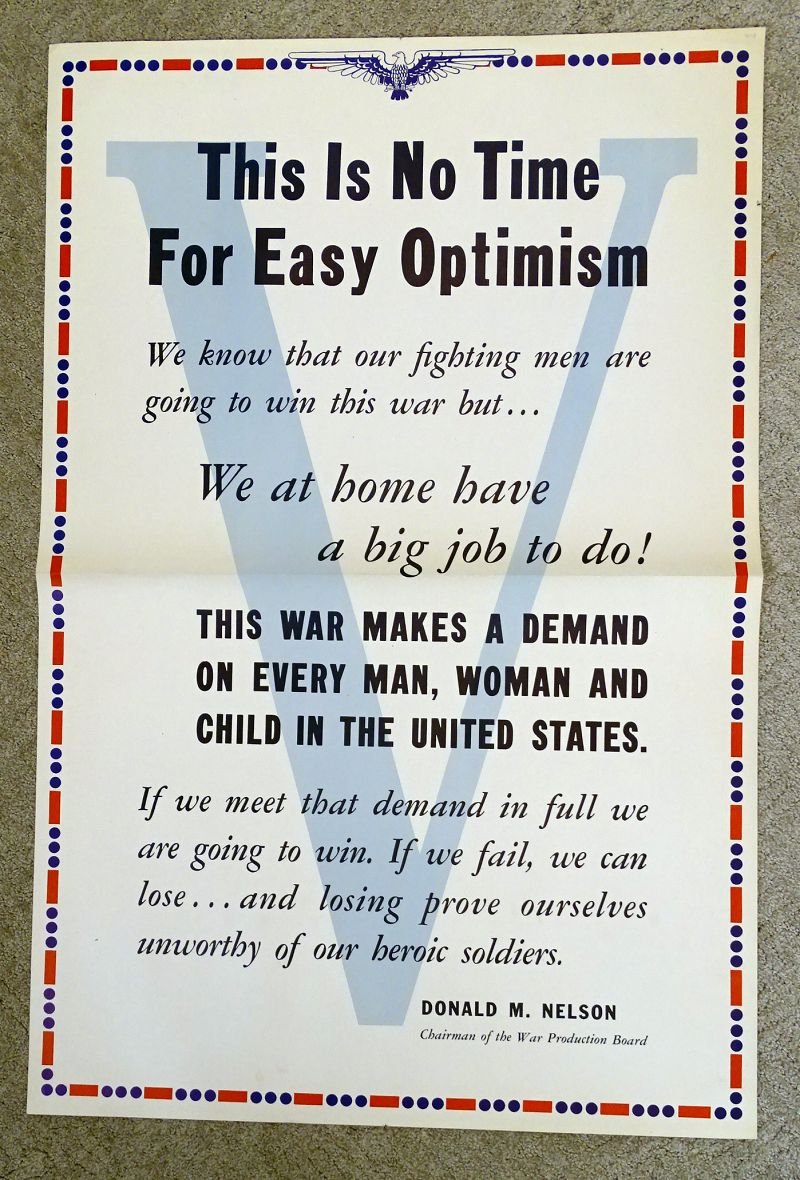 This Is No Time
For Easy Optimism
We know that our fighting men are
going to win this war but...
We at home have
a big job to do!
THIS WAR MAKES A DEMAND
ON EVERY MAN, WOMAN AND
CHILD IN THE UNITED STATES.
If we meet that demand in full we
are going to win. If we fail, we can
lose...and losing prove ourselves
unworthy of our heroic soldiers.
DONALD M. NELSON
Chairman of the War Production Board